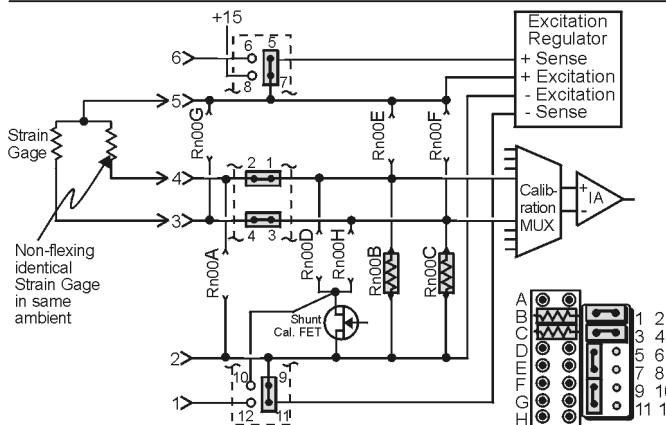 +15
Excitation
Regulator
+ Sense
+ Excitation
- Excitation
- Sense
6
6
5
8
7
5
Rn00G
Rn00E
Rn00F
Strain
Gage
4
2
1
3
4
3
Calib-
ration
MUX
+
-
IA
Non-flexing
identical
Strain Gage
in same
ambient
Rn00A
Rn00D
Rn00H
Rn00B
Rn00C
Shunt
Cal. FET
2
10
9
1
12
11
A
B
1 2
C
3 4
D
5 6
E
7 8
F
9 10
G
11 1
H